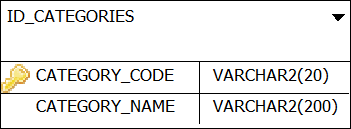 ID_CATEGORIES
CATEGORY_CODE VARCHAR2(20)
CATEGORY_NAME VARCHAR2(200)